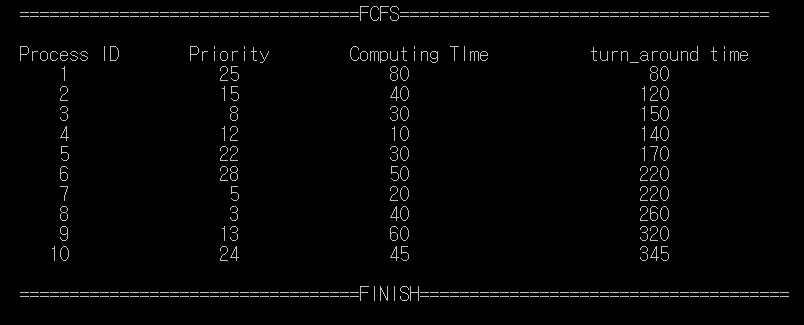 ==================================FCFS=====================================
Process ID Priority Computing TIme turn_around time
1 25 80 80
2 15 40 120
3 8 30 150
4 12 10 140
5 22 30 170
6 28 50 220
7 5 20 220
8 3 40 260
9 13 60 320
10 24 45 345
==================================FINISH=====================================